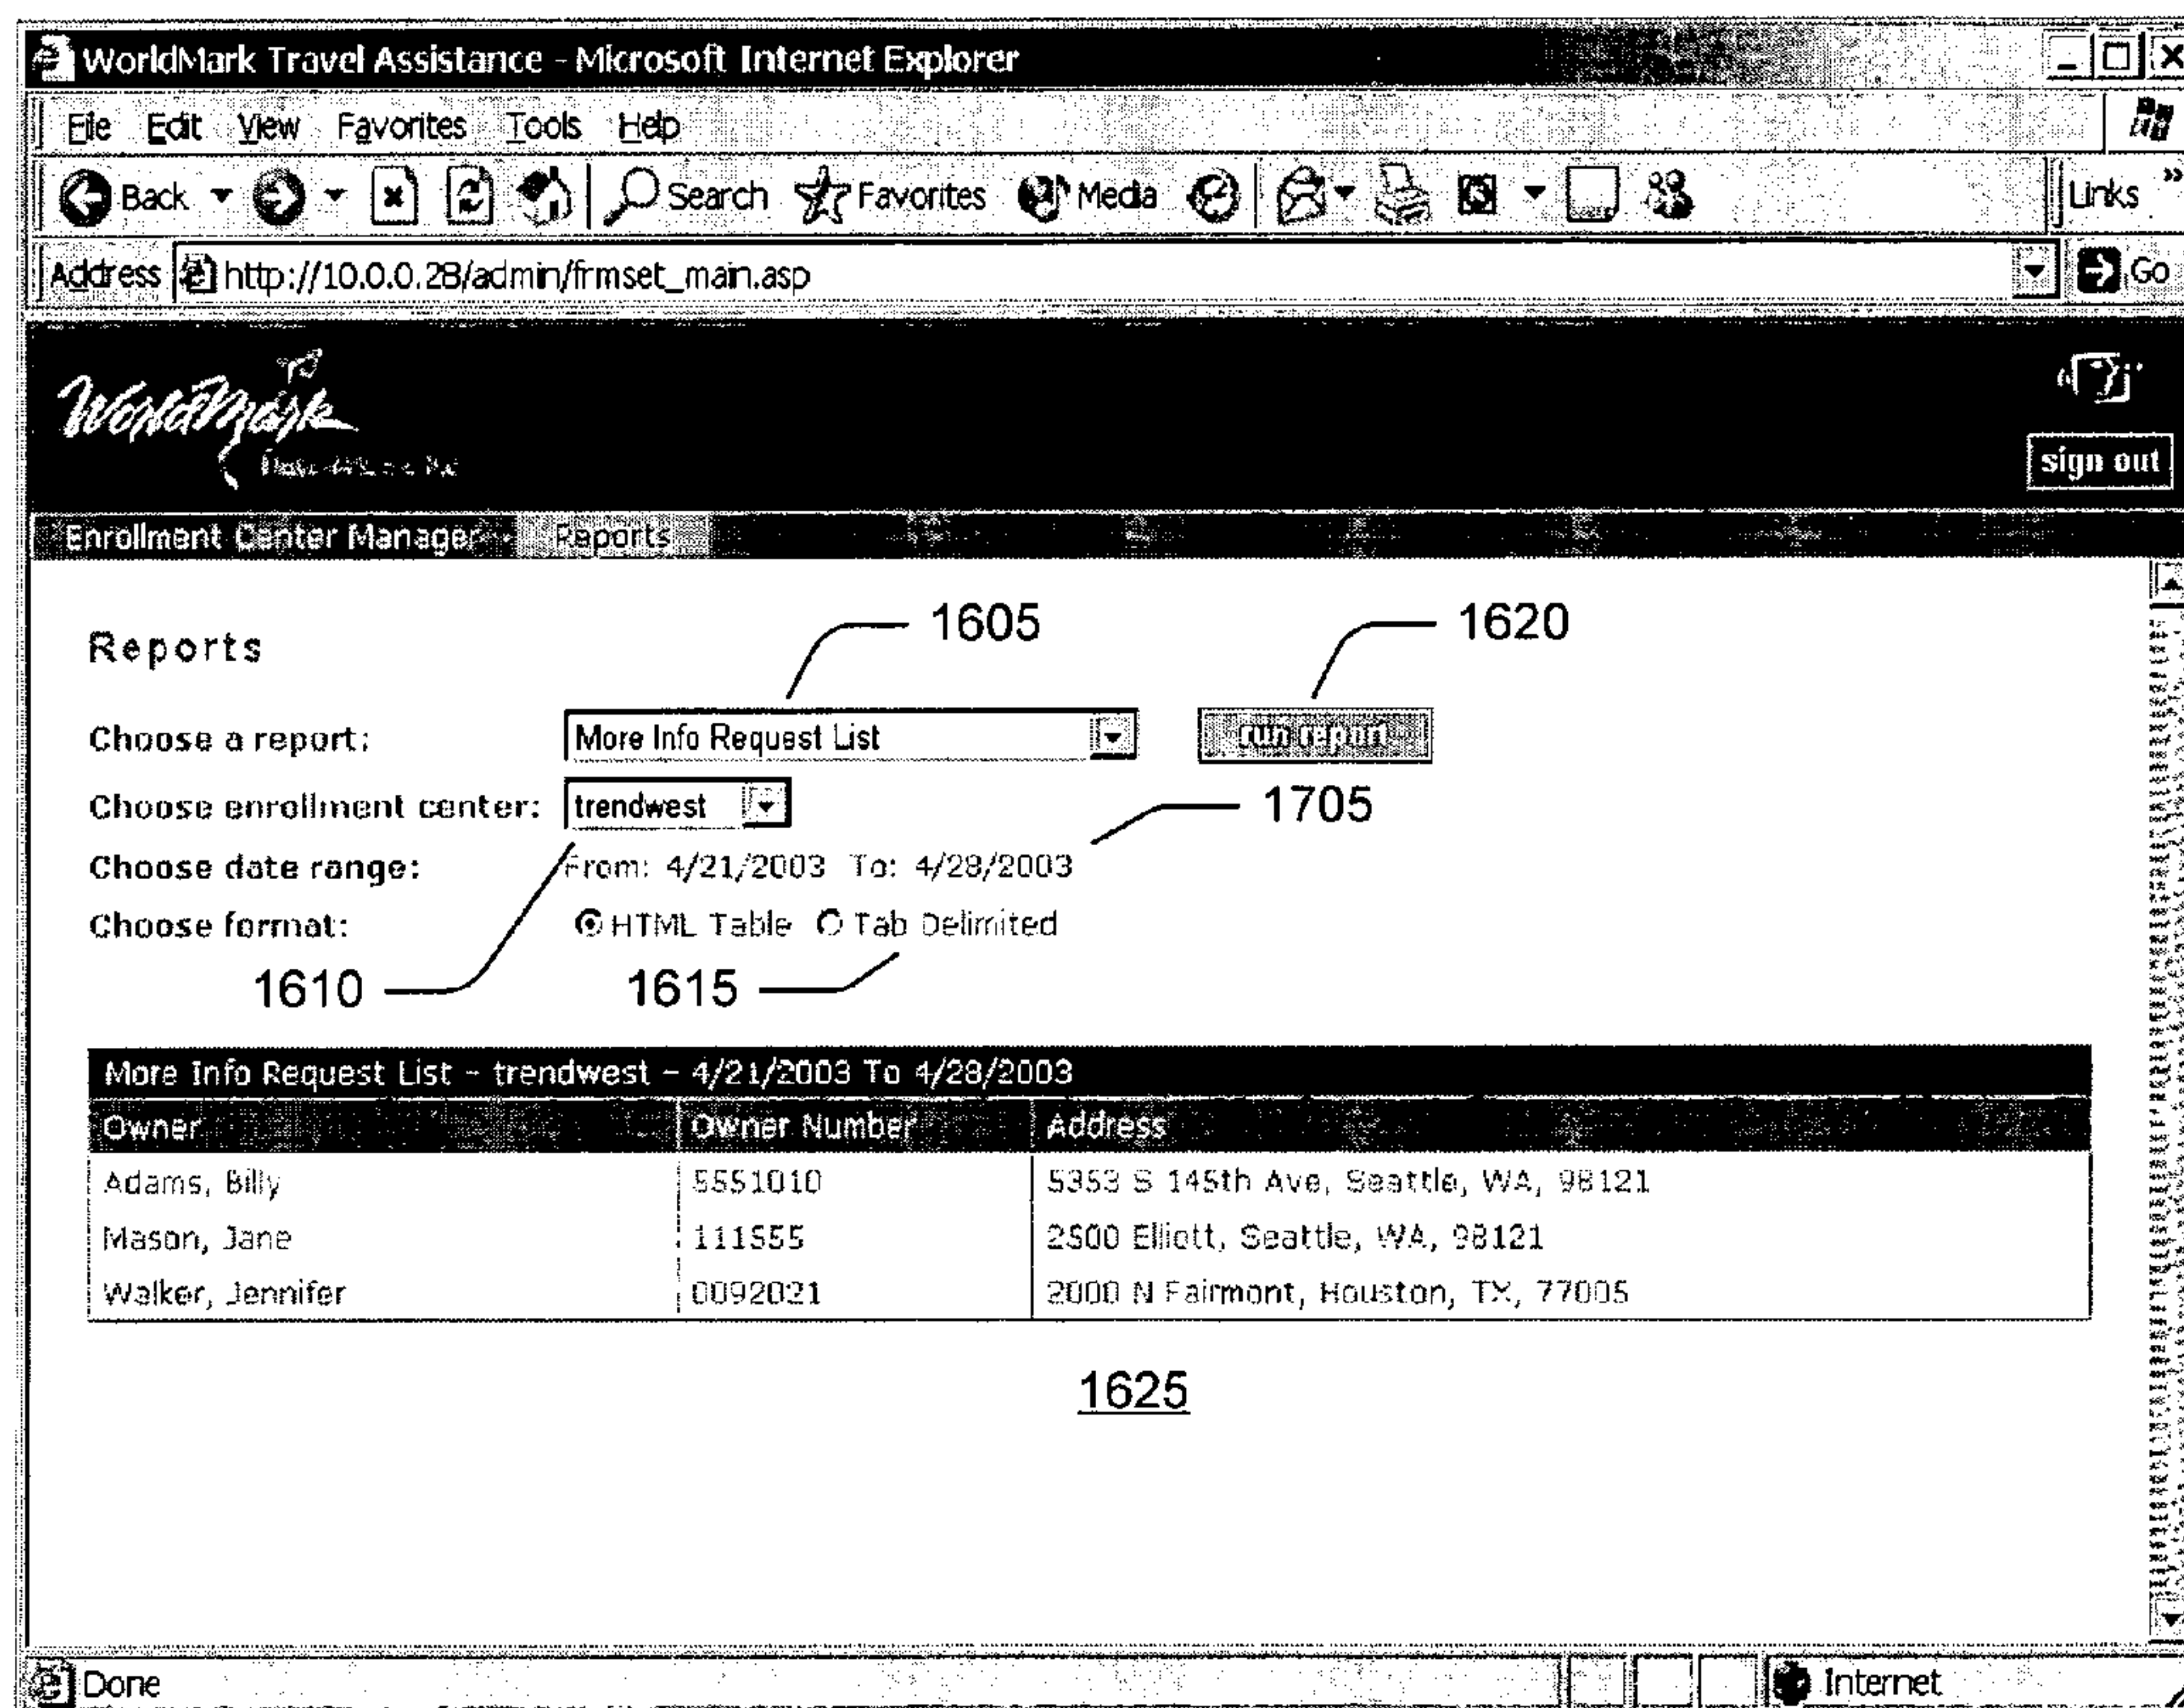 WorldMark Travel Assistance - Microsoft Internet Explorer
File Edit View Favorites Tools Help
Back Search Favorites Media Links »
Address http://10.0.0.28/admin/frmset_main.asp Go
WorldMark
sign out
Enrollment Center Manager Reports
1605 1620
Reports
Choose a report: More Info Request List run report
Choose enrollment center: trendwest 1705
Choose date range: From: 4/21/2003 To: 4/28/2003
Choose format: HTML Table Tab Delimited
1610 1615
More Info Request List - trendwest - 4/21/2003 To 4/28/2003
Owner Owner Number Address
Adams, Billy 5551010 5353 S 145th Ave, Seattle, WA, 98121
Mason, Jane 111555 2500 Elliott, Seattle, WA, 98121
Walker, Jennifer 0092021 2000 N Fairmont, Houston, TX, 77005
1625
Done Internet